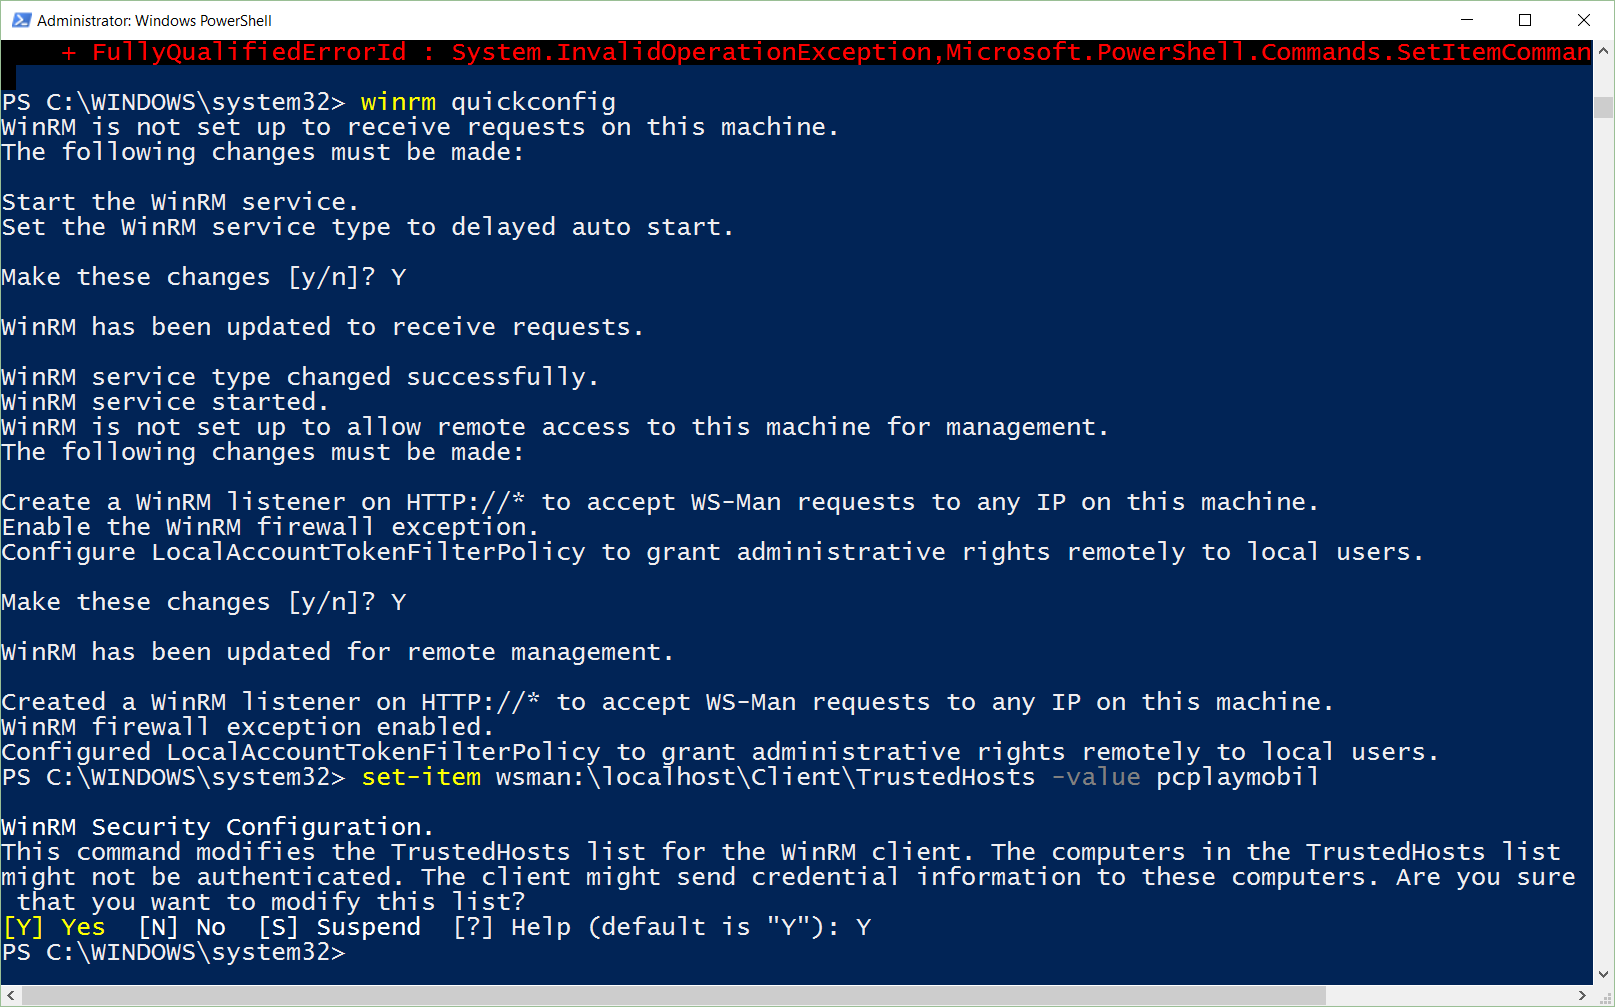 Administrator: Windows PowerShell
+ FullyQualifiedErrorId : System.InvalidOperationException,Microsoft.PowerShell.Commands.SetItemComman
PS C:\WINDOWS\system32> winrm quickconfig
WinRM is not set up to receive requests on this machine.
The following changes must be made:
Start the WinRM service.
Set the WinRM service type to delayed auto start.
Make these changes [y/n]? Y
WinRM has been updated to receive requests.
WinRM service type changed successfully.
WinRM service started.
WinRM is not set up to allow remote access to this machine for management.
The following changes must be made:
Create a WinRM listener on HTTP://* to accept WS-Man requests to any IP on this machine.
Enable the WinRM firewall exception.
Configure LocalAccountTokenFilterPolicy to grant administrative rights remotely to local users.
Make these changes [y/n]? Y
WinRM has been updated for remote management.
Created a WinRM listener on HTTP://* to accept WS-Man requests to any IP on this machine.
WinRM firewall exception enabled.
Configured LocalAccountTokenFilterPolicy to grant administrative rights remotely to local users.
PS C:\WINDOWS\system32> set-item wsman:\localhost\Client\TrustedHosts -value pcplaymobil
WinRM Security Configuration.
This command modifies the TrustedHosts list for the WinRM client. The computers in the TrustedHosts list
might not be authenticated. The client might send credential information to these computers. Are you sure
that you want to modify this list?
[Y] Yes  [N] No  [S] Suspend  [?] Help (default is "Y"): Y
PS C:\WINDOWS\system32>